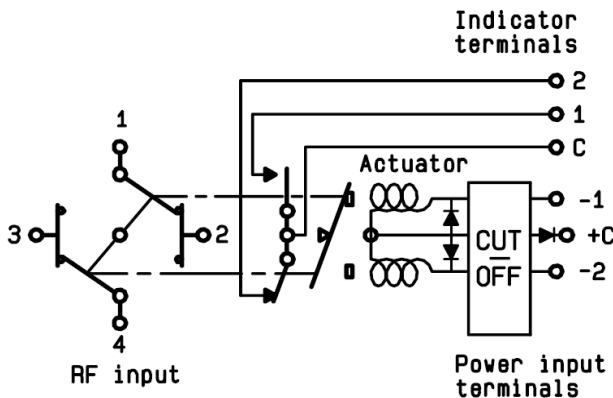 Indicator
terminals
2
1
C
1
Actuator
3
2
-1
CUT
+C
OFF
-2
4
RF input
Power input
terminals